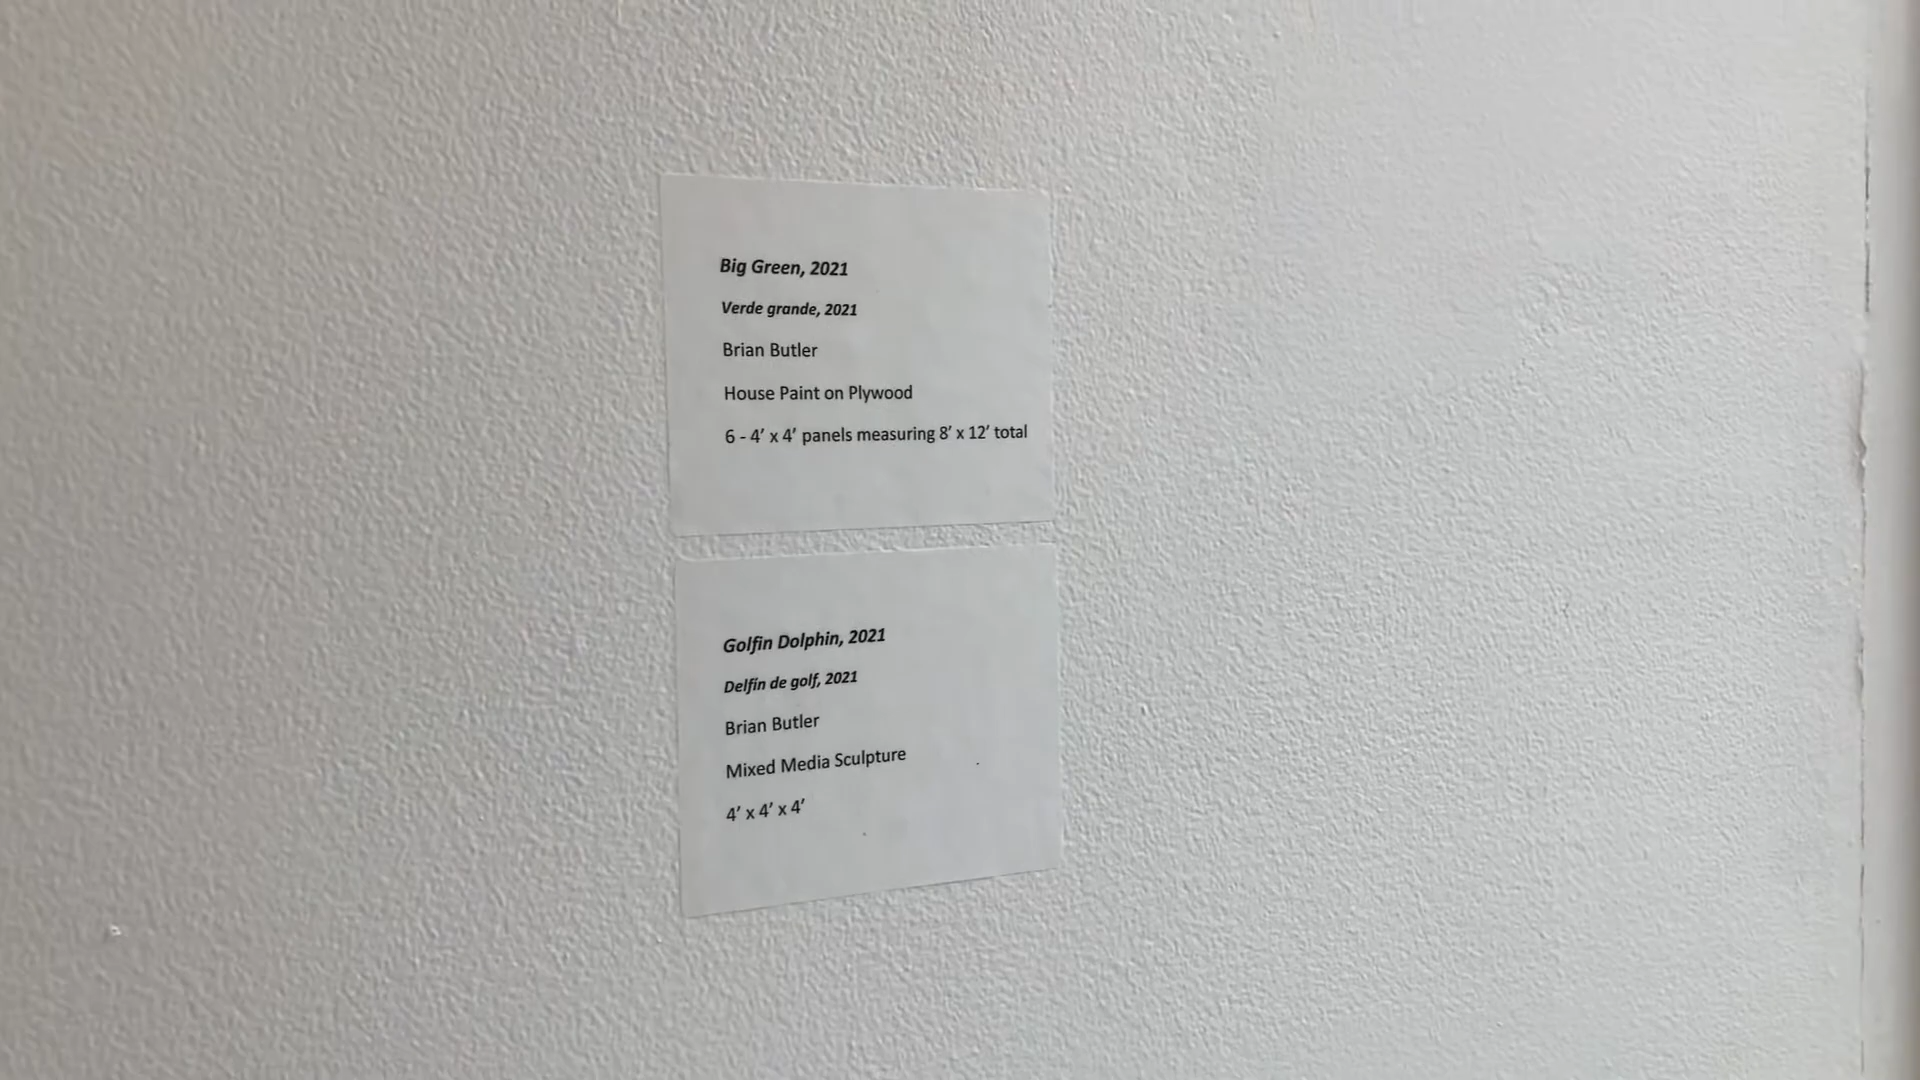 Big Green, 2021
Verde grande, 2021
Brian Butler
House Paint on Plywood
6 - 4’ x 4’ panels measuring 8’ x 12’ total
Golfin Dolphin, 2021
Delfín de golf, 2021
Brian Butler
Mixed Media Sculpture
4’ x 4’ x 4’